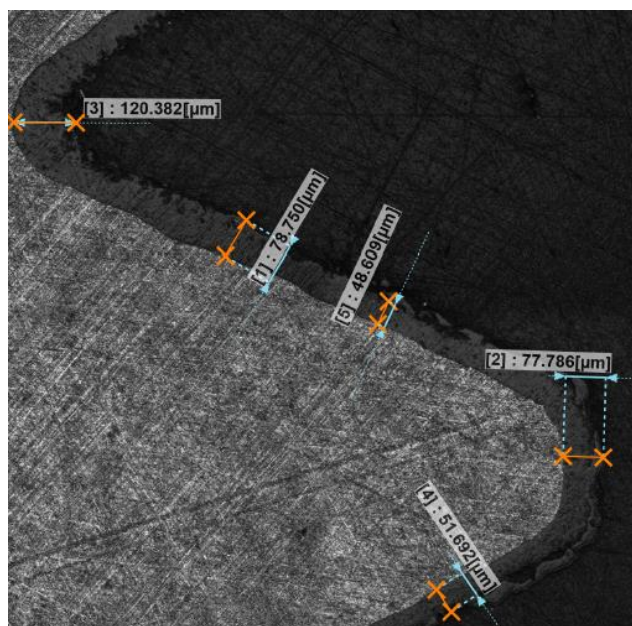 [3] : 120.382[µm]
[1] : 78.750[µm]
[5] : 48.609[µm]
[2] : 77.786[µm]
[4] : 51.692[µm]